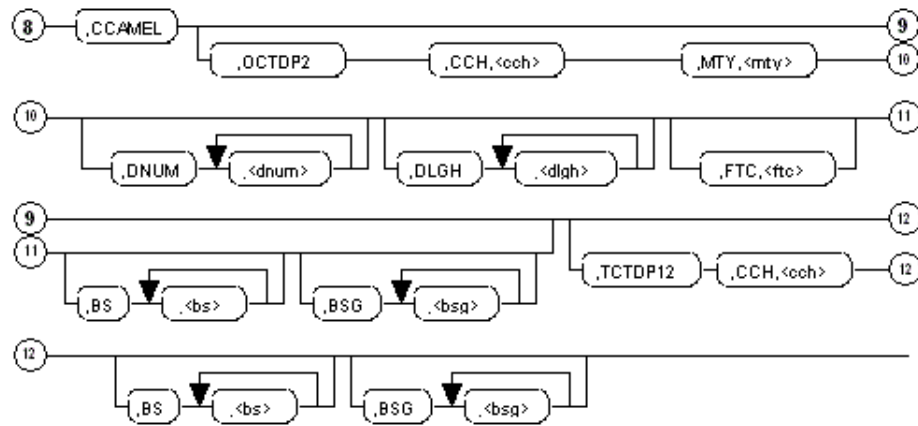 8 ,CCAMEL 9
,OCTDP2 ,CCH,<cch> ,MTY,<mty> 10
10 11
,DNUM ,<dnum> ,DLGH ,<dlgh> ,FTC,<ftc>
9 12
11
,TCTDP12 ,CCH,<cch> 12
,BS ,<bs> ,BSG ,<bsg>
12
,BS ,<bs> ,BSG ,<bsg>